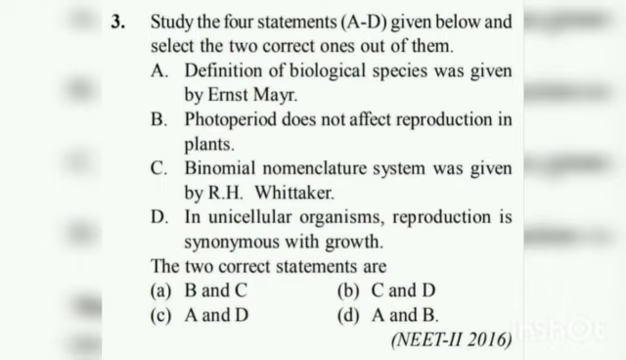 3. Study the four statements (A-D) given below and
select the two correct ones out of them.
A. Definition of biological species was given
by Ernst Mayr.
B. Photoperiod does not affect reproduction in
plants.
C. Binomial nomenclature system was given
by R.H. Whittaker.
D. In unicellular organisms, reproduction is
synonymous with growth.
The two correct statements are
(a) B and C (b) C and D
(c) A and D (d) A and B.
(NEET-II 2016)
InShOt